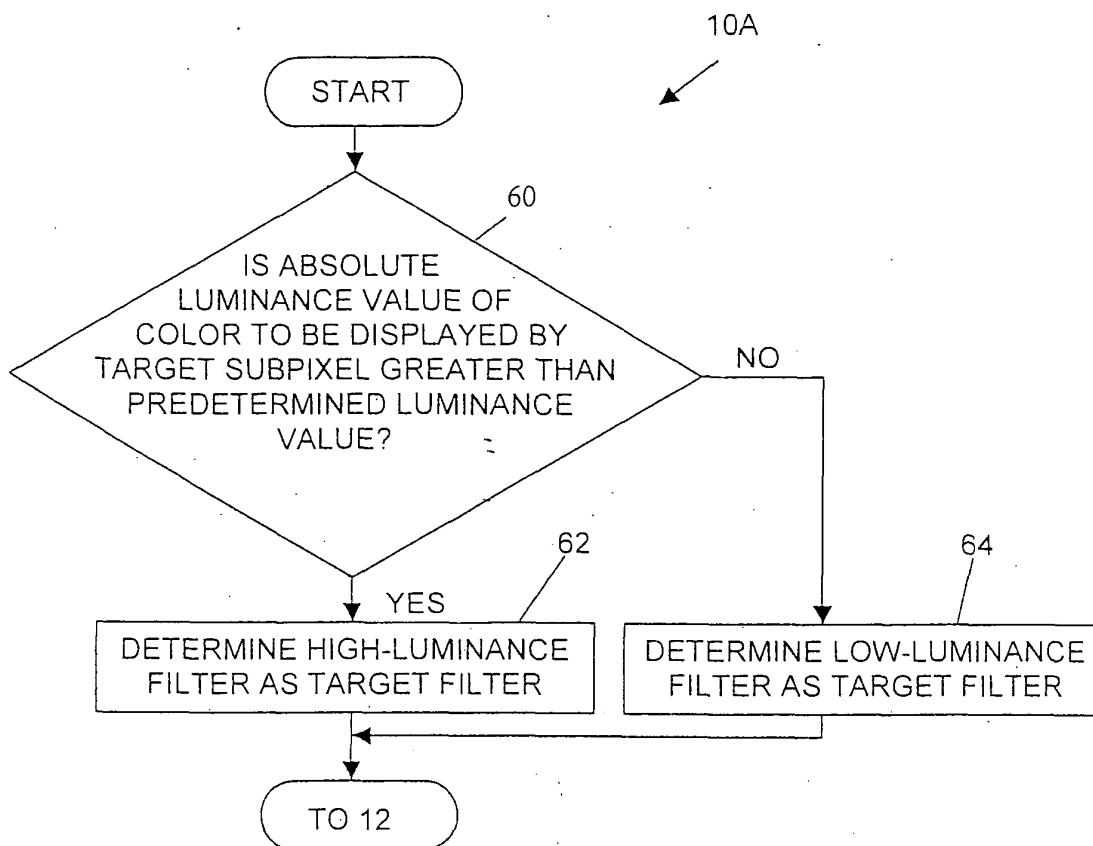 10A
START
60
IS ABSOLUTE
LUMINANCE VALUE OF
COLOR TO BE DISPLAYED BY
TARGET SUBPIXEL GREATER THAN
PREDETERMINED LUMINANCE
VALUE?
NO
62
64
YES
DETERMINE HIGH-LUMINANCE
FILTER AS TARGET FILTER
DETERMINE LOW-LUMINANCE
FILTER AS TARGET FILTER
TO 12